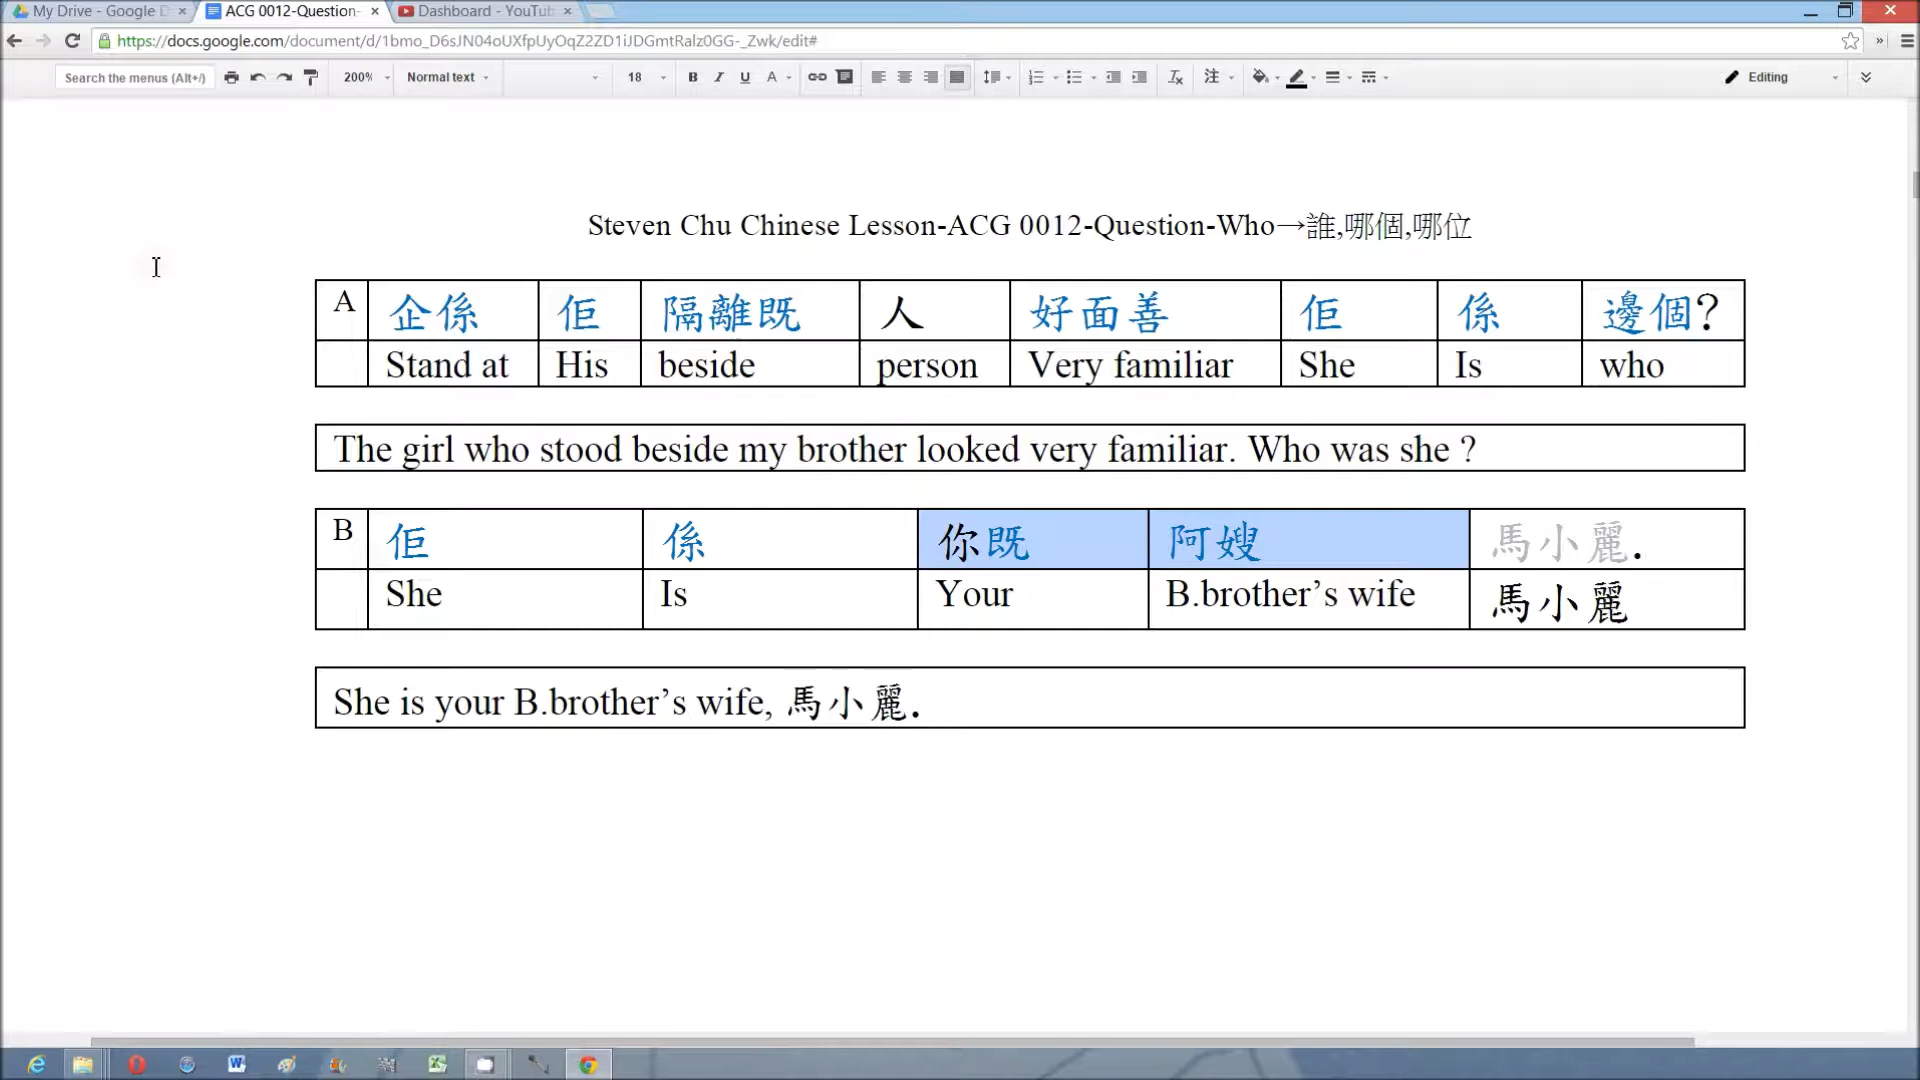 My Drive - Google D
ACG 0012-Question-
Dashboard - YouTub
https://docs.google.com/document/d/1bmo_D6sJN04oUXfpUyOqZ2ZD1iJDGmtRalz0GG-_Zwk/edit#
Search the menus (Alt+/) 200% Normal text 18 B I U A 注 Editing
Steven Chu Chinese Lesson-ACG 0012-Question-Who→誰,哪個,哪位
A 企係 佢 隔離既 人 好面善 佢 係 邊個?
Stand at His beside person Very familiar She Is who
The girl who stood beside my brother looked very familiar. Who was she ?
B 佢 係 你既 阿嫂 馬小麗.
She Is Your B.brother’s wife 馬小麗
She is your B.brother’s wife, 馬小麗.